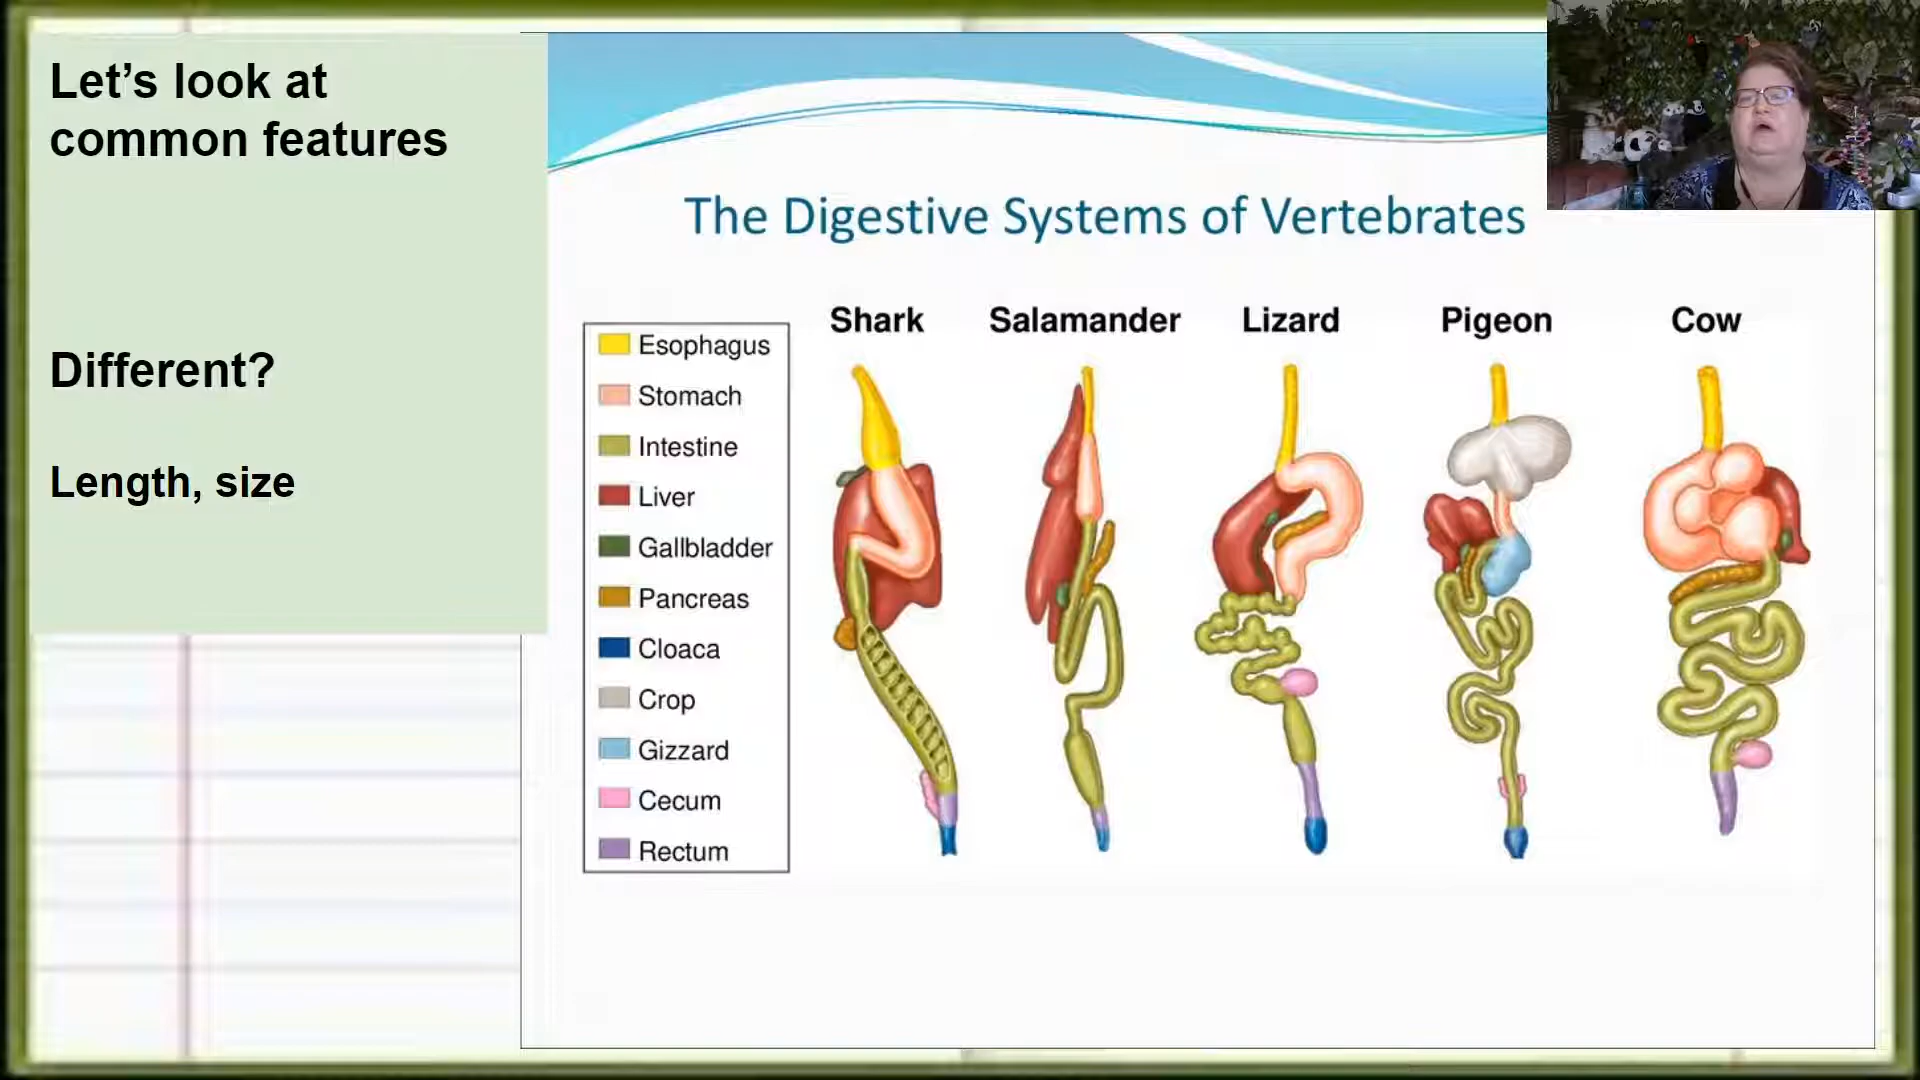 Let’s look at
common features
Different?
Length, size
The Digestive Systems of Vertebrates
Esophagus
Stomach
Intestine
Liver
Gallbladder
Pancreas
Cloaca
Crop
Gizzard
Cecum
Rectum
Shark
Salamander
Lizard
Pigeon
Cow